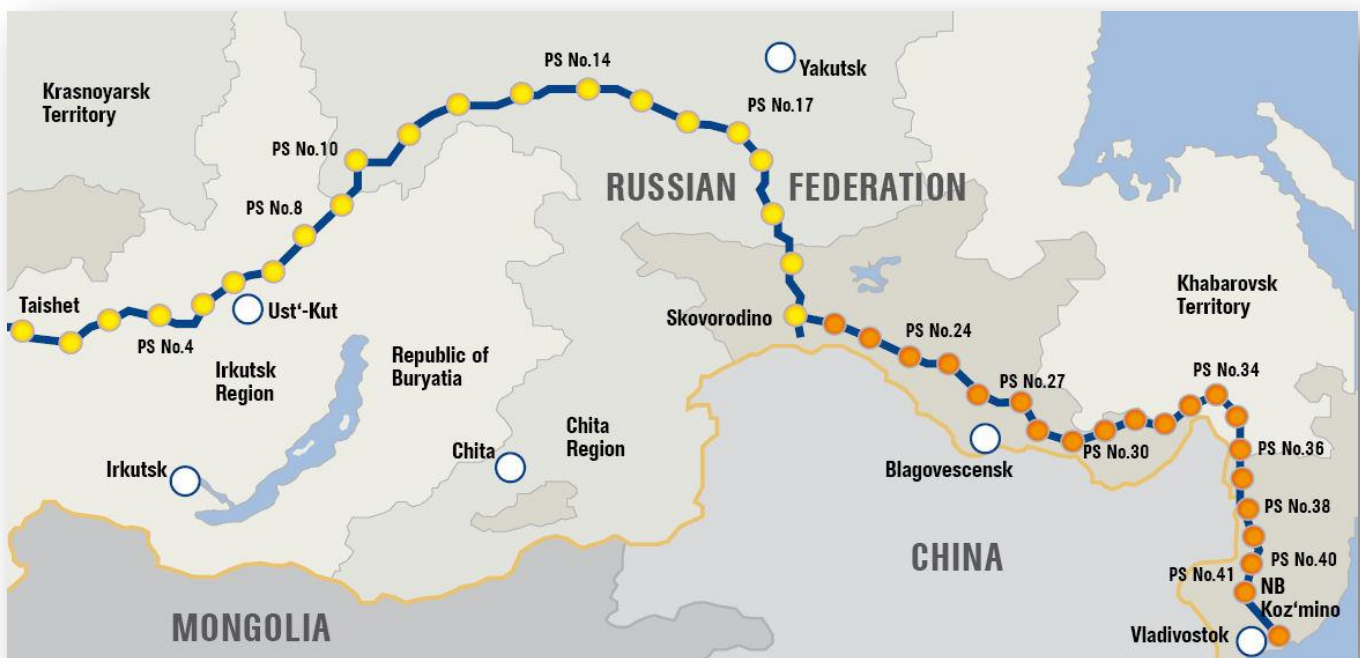 PS No.14
Yakutsk
Krasnoyarsk
Territory
PS No.17
PS No.10
RUSSIAN FEDERATION
PS No.8
Khabarovsk
Territory
Taishet
Ust‘-Kut
Skovorodino
PS No.4
PS No.24
Irkutsk
Region
Republic of
Buryatia
PS No.34
PS No.27
Chita
Region
Chita
PS No.30
PS No.36
Irkutsk
Blagovescensk
PS No.38
CHINA
PS No.40
PS No.41
NB
Koz‘mino
MONGOLIA
Vladivostok